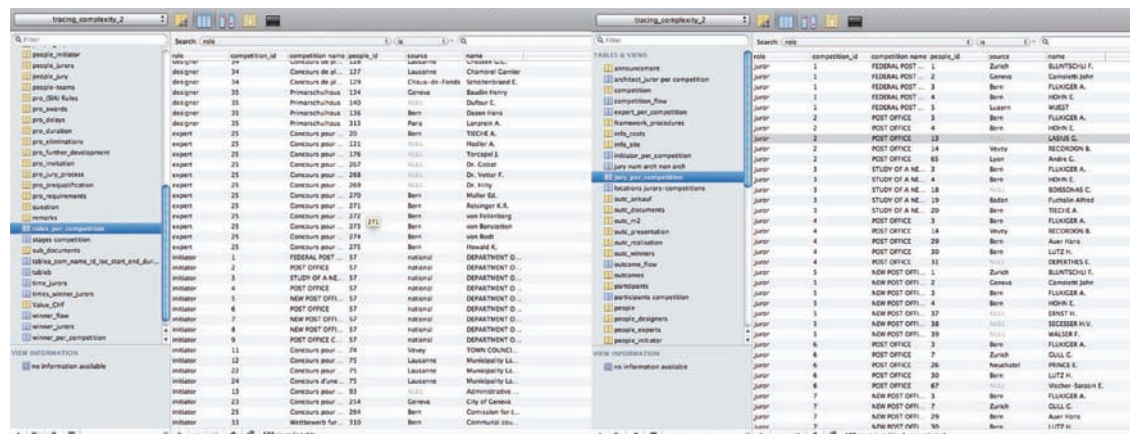 tracing_complexity_2
Filter
Search: role is
people_initiator
people_jurors
people_jury
people-teams
pro_(SIA) Rules
pro_awards
pro_delays
pro_duration
pro_eliminations
pro_further_development
pro_invitation
pro_jury_process
pro_prequalification
pro_requirements
question
remarks
roles_per_competition
stages competition
sub_documents
tablea_com_name_id_loc_start_end_dur...
tableb
time_jurors
times_winner_jurors
Value_CHF
winner_flow
winner_jurors
winner_per_competition
VIEW INFORMATION
no information available
role competition_id competition name people_id source name
designer 34 Concours de pl... 127 Lausanne Chamorel Garnier
designer 34 Concours de pl... 129 Chaux-de-Fonds
designer 35 Primarschulhaus 134 Geneva Baudin Henry
designer 35 Primarschulhaus 140 NULL Dufour E.
designer 35 Primarschulhaus 136 Bern
designer 35 Primarschulhaus 313 Paris
expert 25 Concours pour ... 20 Bern TIECHE A.
expert 25 Concours pour ... 121 NULL Hodler A.
expert 25 Concours pour ... 176 NULL
expert 25 Concours pour ... 267 NULL
expert 25 Concours pour ... 268 NULL Dr. Vetter F.
expert 25 Concours pour ... 269 NULL
expert 25 Concours pour ... 270 Bern Muller Ed.
expert 25 Concours pour ... 271 Bern Reisinger K.R.
expert 25 Concours pour ... 272 Bern von Fellenberg
271
expert 25 Concours pour ... 273 Bern von Bonstetten
expert 25 Concours pour ... 274 Bern von Rodt
expert 25 Concours pour ... 275 Bern Howald K.
initiator 1 FEDERAL POST ... 57 national DEPARTMENT O...
initiator 2 POST OFFICE 57 national DEPARTMENT O...
initiator 3 STUDY OF A NE... 57 national DEPARTMENT O...
initiator 4 POST OFFICE 57 national DEPARTMENT O...
initiator 5 NEW POST OFFI... 57 national DEPARTMENT O...
initiator 6 POST OFFICE 57 national DEPARTMENT O...
initiator 7 NEW POST OFFI... 57 national DEPARTMENT O...
initiator 8 NEW POST OFFI... 57 national DEPARTMENT O...
initiator 9 POST OFFICE C... 57 national DEPARTMENT O...
initiator 11 Concours pour ... 74 Vevey TOWN COUNCI...
initiator 12 Concours pour ... 75 Lausanne Municipality La...
initiator 22 Concours pour ... 75 Lausanne Municipality La...
initiator 24 Concours d'une ... 75 Lausanne Municipality La...
initiator 13 Concours pour ... 93 NULL Administrative ...
initiator 23 Concours pour ... 254 Geneva City of Geneva
initiator 25 Concours pour ... 264 Bern
initiator 33 Wettbewerb fur ... 310 Bern Communal cou...
tracing_complexity_2
Filter
Search: role is
TABLES & VIEWS
announcement
architect_juror per competition
competition
competition_flow
expert_per_competition
framework_procedures
info_costs
info_site
initiator_per_competition
jury num arch non arch
jury_per_competition
locations jurors-competitions
outc_ankauf
outc_documents
outc_m2
outc_presentation
outc_realisation
outc_winners
outcome_flow
outcomes
participants
participants competition
people
people_designers
people_experts
people_initiator
VIEW INFORMATION
no information available
role competition_id competition name people_id source name
juror 1 FEDERAL POST ... 1 Zurich BLUNTSCHLI F.
juror 1 FEDERAL POST ... 2 Geneva Camoletti John
juror 1 FEDERAL POST ... 3 Bern FLUKIGER A.
juror 1 FEDERAL POST ... 4 Bern HOHN E.
juror 1 FEDERAL POST ... 5 Luzern WUEST
juror 2 POST OFFICE 3 Bern FLUKIGER A.
juror 2 POST OFFICE 4 Bern HOHN E.
juror 2 POST OFFICE 13 NULL LASIUS G.
juror 2 POST OFFICE 14 Vevey RECORDON B.
juror 2 POST OFFICE 65 Lyon Andre G.
juror 3 STUDY OF A NE... 3 Bern FLUKIGER A.
juror 3 STUDY OF A NE... 4 Bern HOHN E.
juror 3 STUDY OF A NE... 18 NULL BOISSONAS C.
juror 3 STUDY OF A NE... 19 Baden Fuchslin Alfred
juror 3 STUDY OF A NE... 20 Bern TIECHE A.
juror 4 POST OFFICE 3 Bern FLUKIGER A.
juror 4 POST OFFICE 14 Vevey RECORDON B.
juror 4 POST OFFICE 29 Bern Auer Hans
juror 4 POST OFFICE 30 Bern LUTZ H.
juror 4 POST OFFICE 31 NULL DEPERTHES E.
juror 5 NEW POST OFFI... 1 Zurich BLUNTSCHLI F.
juror 5 NEW POST OFFI... 2 Geneva Camoletti John
juror 5 NEW POST OFFI... 3 Bern FLUKIGER A.
juror 5 NEW POST OFFI... 4 Bern HOHN E.
juror 5 NEW POST OFFI... 37 NULL ERNST H.
juror 5 NEW POST OFFI... 38 NULL SEGESSER H.V.
juror 5 NEW POST OFFI... 39 NULL WALSER F.
juror 6 POST OFFICE 3 Bern FLUKIGER A.
juror 6 POST OFFICE 7 Zurich GULL G.
juror 6 POST OFFICE 26 Neuchatel PRINCE E.
juror 6 POST OFFICE 30 Bern LUTZ H.
juror 6 POST OFFICE 67 NULL Vischer-Sarasin E.
juror 7 NEW POST OFFI... 3 Bern FLUKIGER A.
juror 7 NEW POST OFFI... 7 Zurich GULL G.
juror 7 NEW POST OFFI... 29 Bern Auer Hans
juror 7 NEW POST OFFI... 30 Bern LUTZ H.